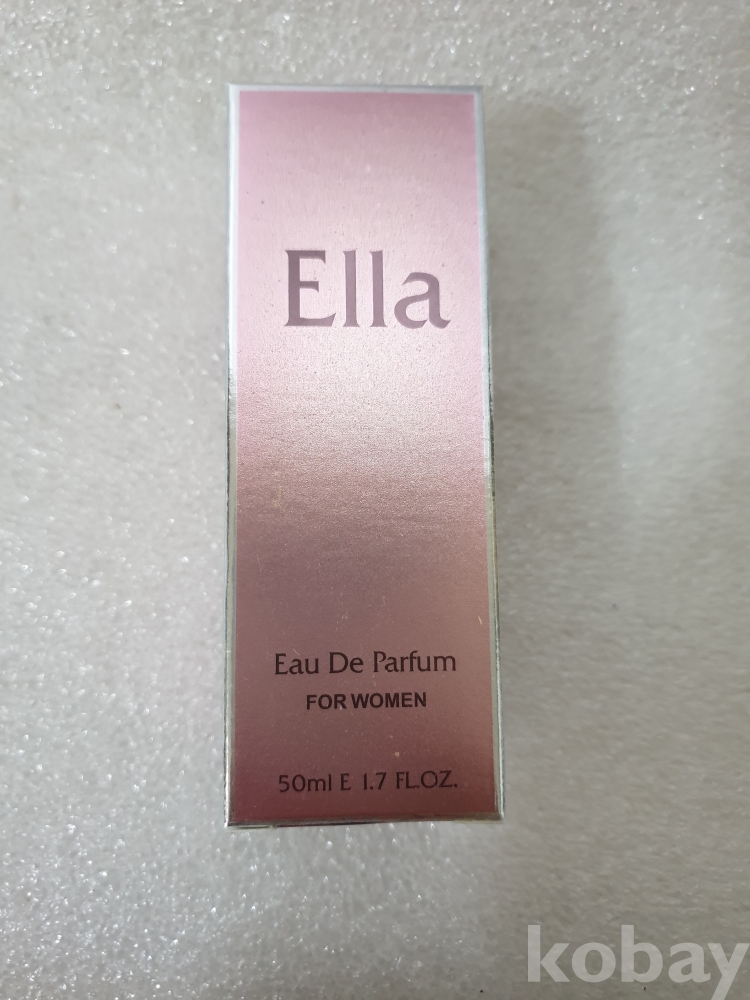 Ella
Eau De Parfum
FOR WOMEN
50ml E 1.7 FL.OZ.
kobay